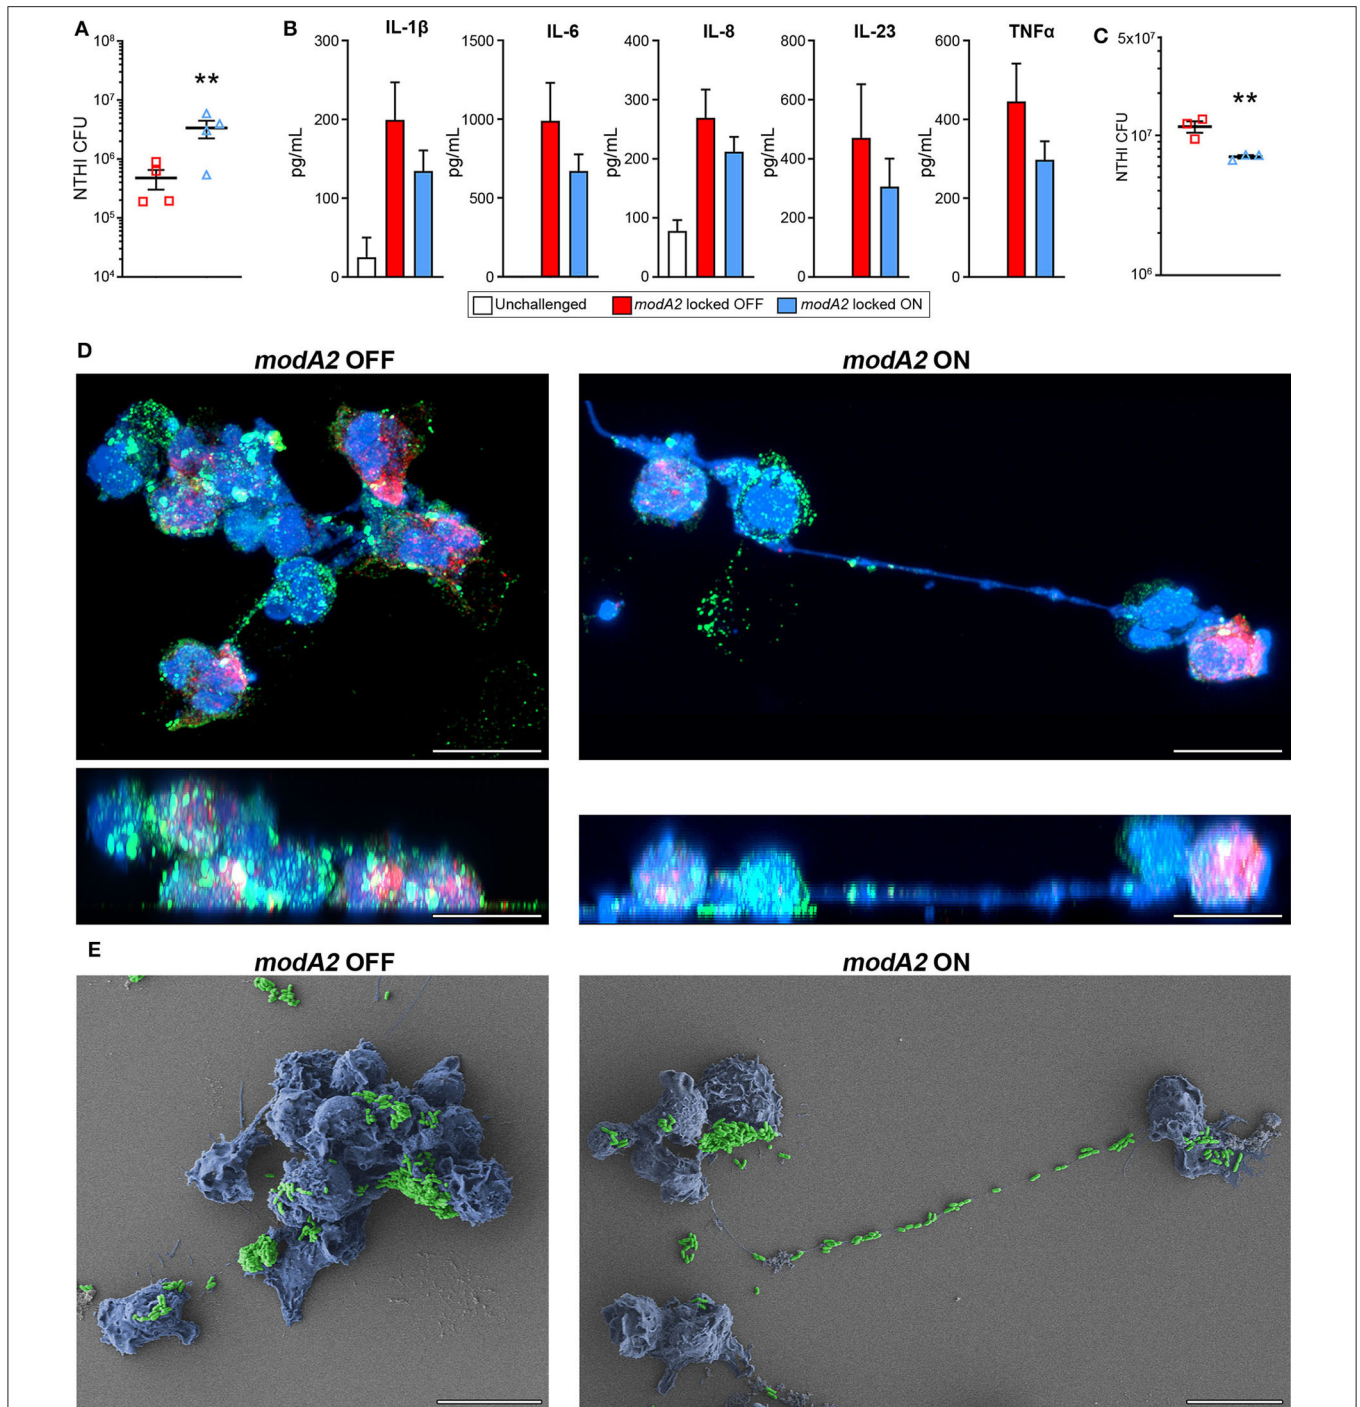 A
NTHI CFU
10⁸
10⁷
10⁶
10⁵
10⁴
**
B
IL-1β
pg/mL
300
200
100
0
IL-6
pg/mL
1500
1000
500
0
IL-8
pg/mL
400
300
200
100
0
IL-23
pg/mL
800
600
400
200
0
TNFα
pg/mL
600
400
200
0
C
NTHI CFU
5x10⁷
10⁷
10⁶
**
Unchallenged modA2 locked OFF modA2 locked ON
D
modA2 OFF
modA2 ON
E
modA2 OFF
modA2 ON